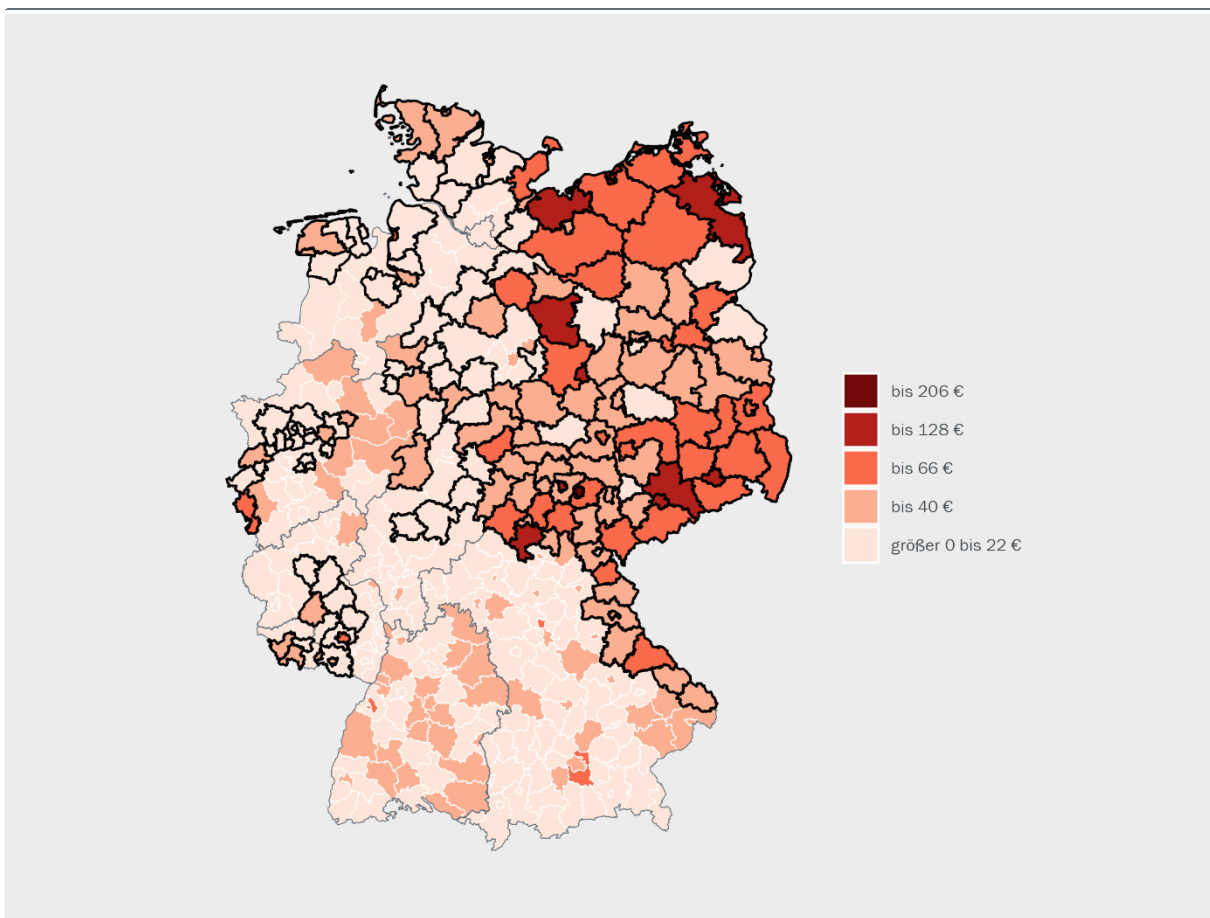 bis 206 €
bis 128 €
bis 66 €
bis 40 €
größer 0 bis 22 €